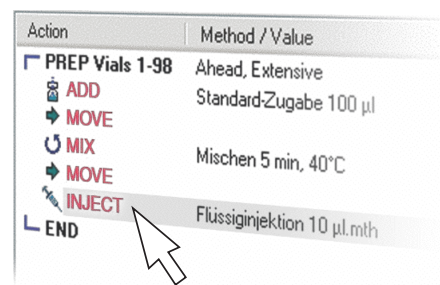 Action Method / Value
PREP Vials 1-98 Ahead, Extensive
ADD Standard-Zugabe 100 µl
MOVE
MIX Mischen 5 min, 40°C
MOVE
INJECT Flüssiginjektion 10 µl.mth
END